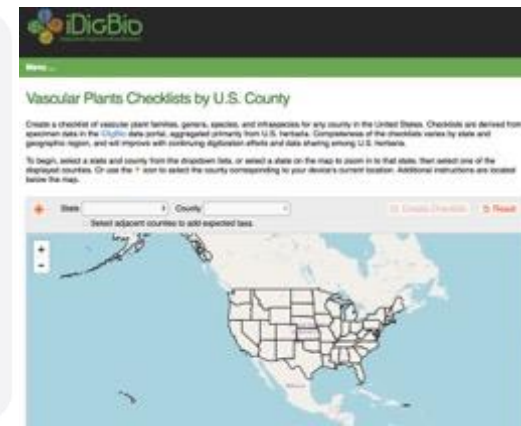 iDigBio
Menu ...
Vascular Plants Checklists by U.S. County
Create a checklist of vascular plant families, genera, species, and infraspecies for any county in the United States. Checklists are derived from
specimen data in the iDigBio data portal, aggregated primarily from U.S. herbaria. Completeness of the checklists varies by state and
geographic region, and will improve with continuing digitization efforts and data sharing among U.S. herbaria.
To begin, select a state and county from the dropdown lists, or select a state on the map to zoom in to that state, then select one of the
displayed counties. Or use the icon to select the county corresponding to your device's current location. Additional instructions are located
below the map.
State County Create Checklist Reset
Select adjacent counties to add expected taxa.
+
-